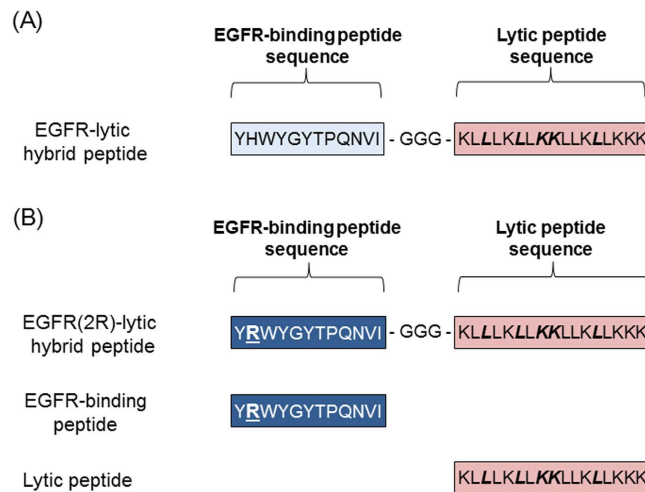 (A)
EGFR-binding peptide sequence
Lytic peptide sequence
EGFR-lytic hybrid peptide
YHWYGYTPQNVI - GGG - KLLLKLLKKLLKLLKKK
(B)
EGFR-binding peptide sequence
Lytic peptide sequence
EGFR(2R)-lytic hybrid peptide
YRWYGYTPQNVI - GGG - KLLLKLLKKLLKLLKKK
EGFR-binding peptide
YRWYGYTPQNVI
Lytic peptide
KLLLKLLKKLLKLLKKK